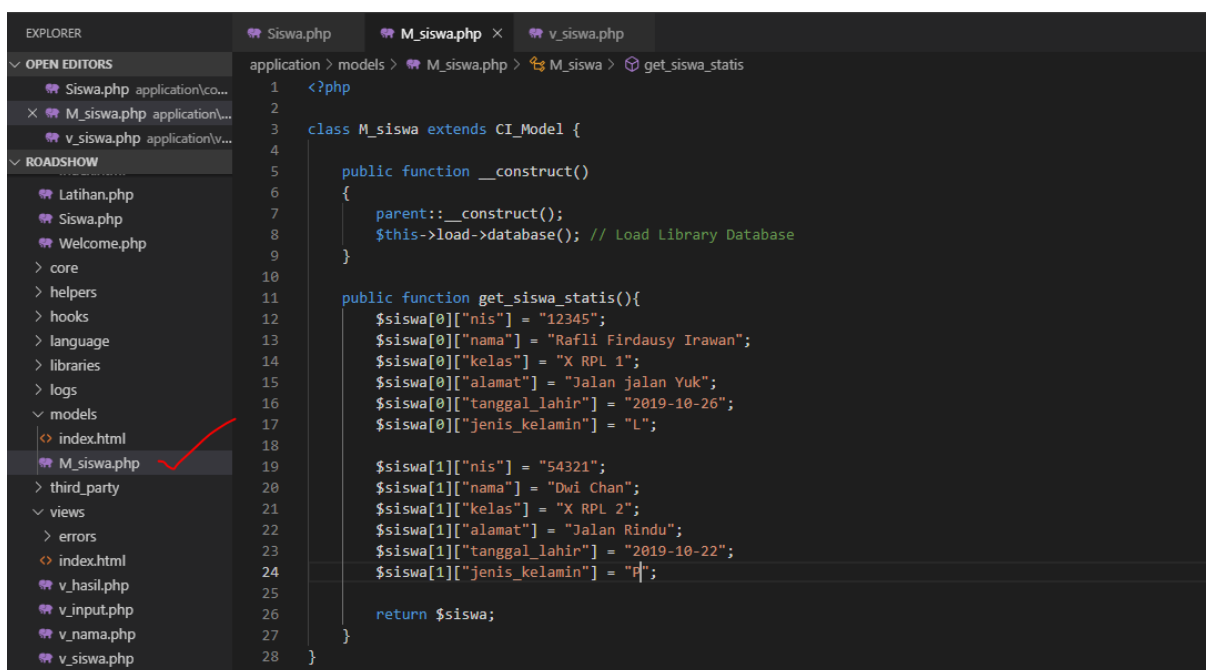 EXPLORER
OPEN EDITORS
Siswa.php application\co...
M_siswa.php application\...
v_siswa.php application\v...
ROADSHOW
Latihan.php
Siswa.php
Welcome.php
core
helpers
hooks
language
libraries
logs
models
index.html
M_siswa.php
third_party
views
errors
index.html
v_hasil.php
v_input.php
v_nama.php
v_siswa.php
Siswa.php M_siswa.php v_siswa.php
application > models > M_siswa.php > M_siswa > get_siswa_statis
1 <?php
2
3 class M_siswa extends CI_Model {
4
5 public function __construct()
6 {
7 parent::__construct();
8 $this->load->database(); // Load Library Database
9 }
10
11 public function get_siswa_statis(){
12 $siswa[0]["nis"] = "12345";
13 $siswa[0]["nama"] = "Rafli Firdausy Irawan";
14 $siswa[0]["kelas"] = "X RPL 1";
15 $siswa[0]["alamat"] = "Jalan jalan Yuk";
16 $siswa[0]["tanggal_lahir"] = "2019-10-26";
17 $siswa[0]["jenis_kelamin"] = "L";
18
19 $siswa[1]["nis"] = "54321";
20 $siswa[1]["nama"] = "Dwi Chan";
21 $siswa[1]["kelas"] = "X RPL 2";
22 $siswa[1]["alamat"] = "Jalan Rindu";
23 $siswa[1]["tanggal_lahir"] = "2019-10-22";
24 $siswa[1]["jenis_kelamin"] = "P";
25
26 return $siswa;
27 }
28 }